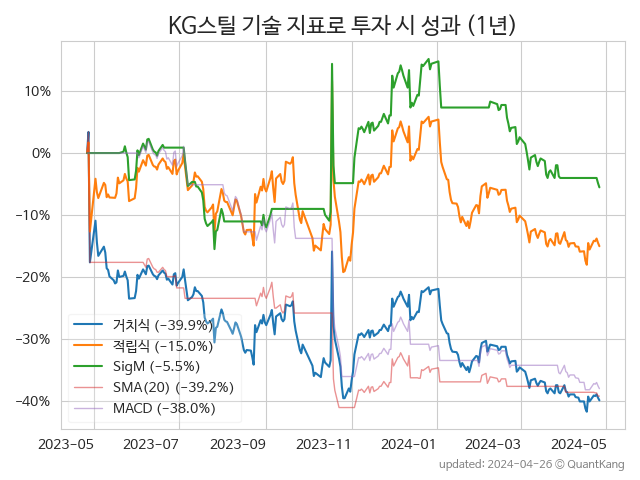 KG스틸 기술 지표로 투자 시 성과 (1년)
10%
0%
−10%
−20%
−30%
−40%
거치식 (−39.9%)
적립식 (−15.0%)
SigM (−5.5%)
SMA(20) (−39.2%)
MACD (−38.0%)
2023-05 2023-07 2023-09 2023-11 2024-01 2024-03 2024-05
updated: 2024-04-26 © QuantKang